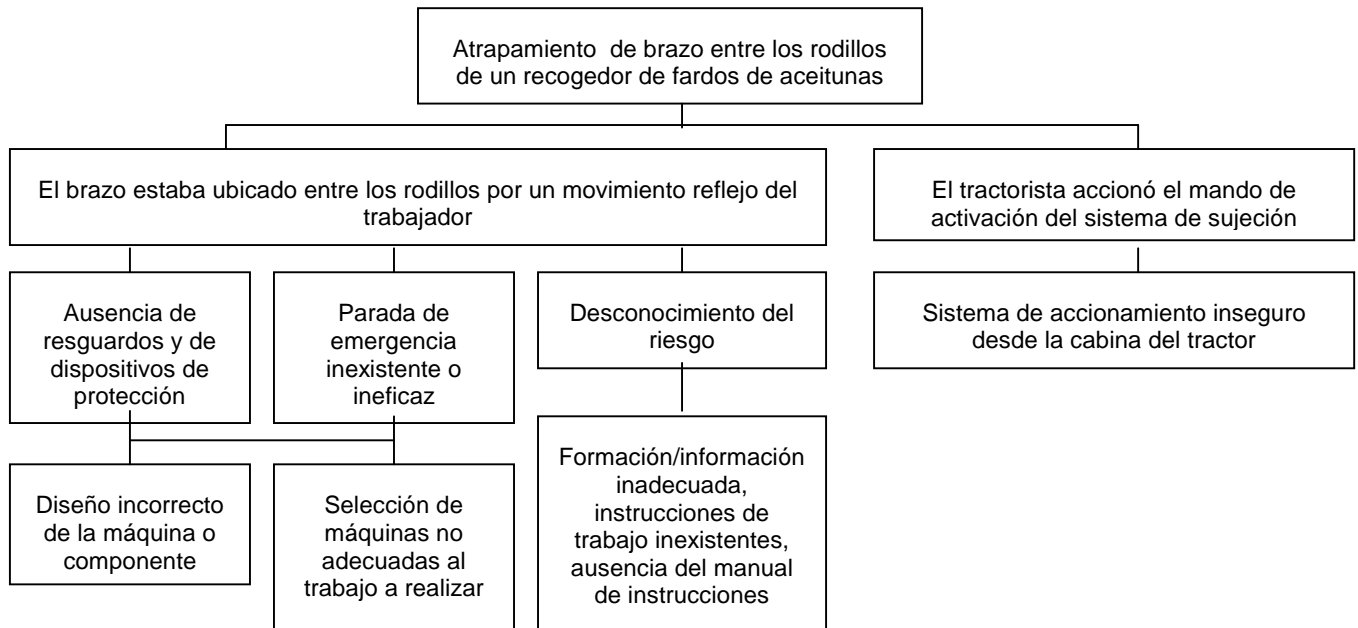 Atrapamiento de brazo entre los rodillos
de un recogedor de fardos de aceitunas
El brazo estaba ubicado entre los rodillos por un movimiento reflejo del
trabajador
El tractorista accionó el mando de
activación del sistema de sujeción
Ausencia de
resguardos y de
dispositivos de
protección
Parada de
emergencia
inexistente o
ineficaz
Desconocimiento del
riesgo
Sistema de accionamiento inseguro
desde la cabina del tractor
Diseño incorrecto
de la máquina o
componente
Selección de
máquinas no
adecuadas al
trabajo a realizar
Formación/información
inadecuada,
instrucciones de
trabajo inexistentes,
ausencia del manual
de instrucciones